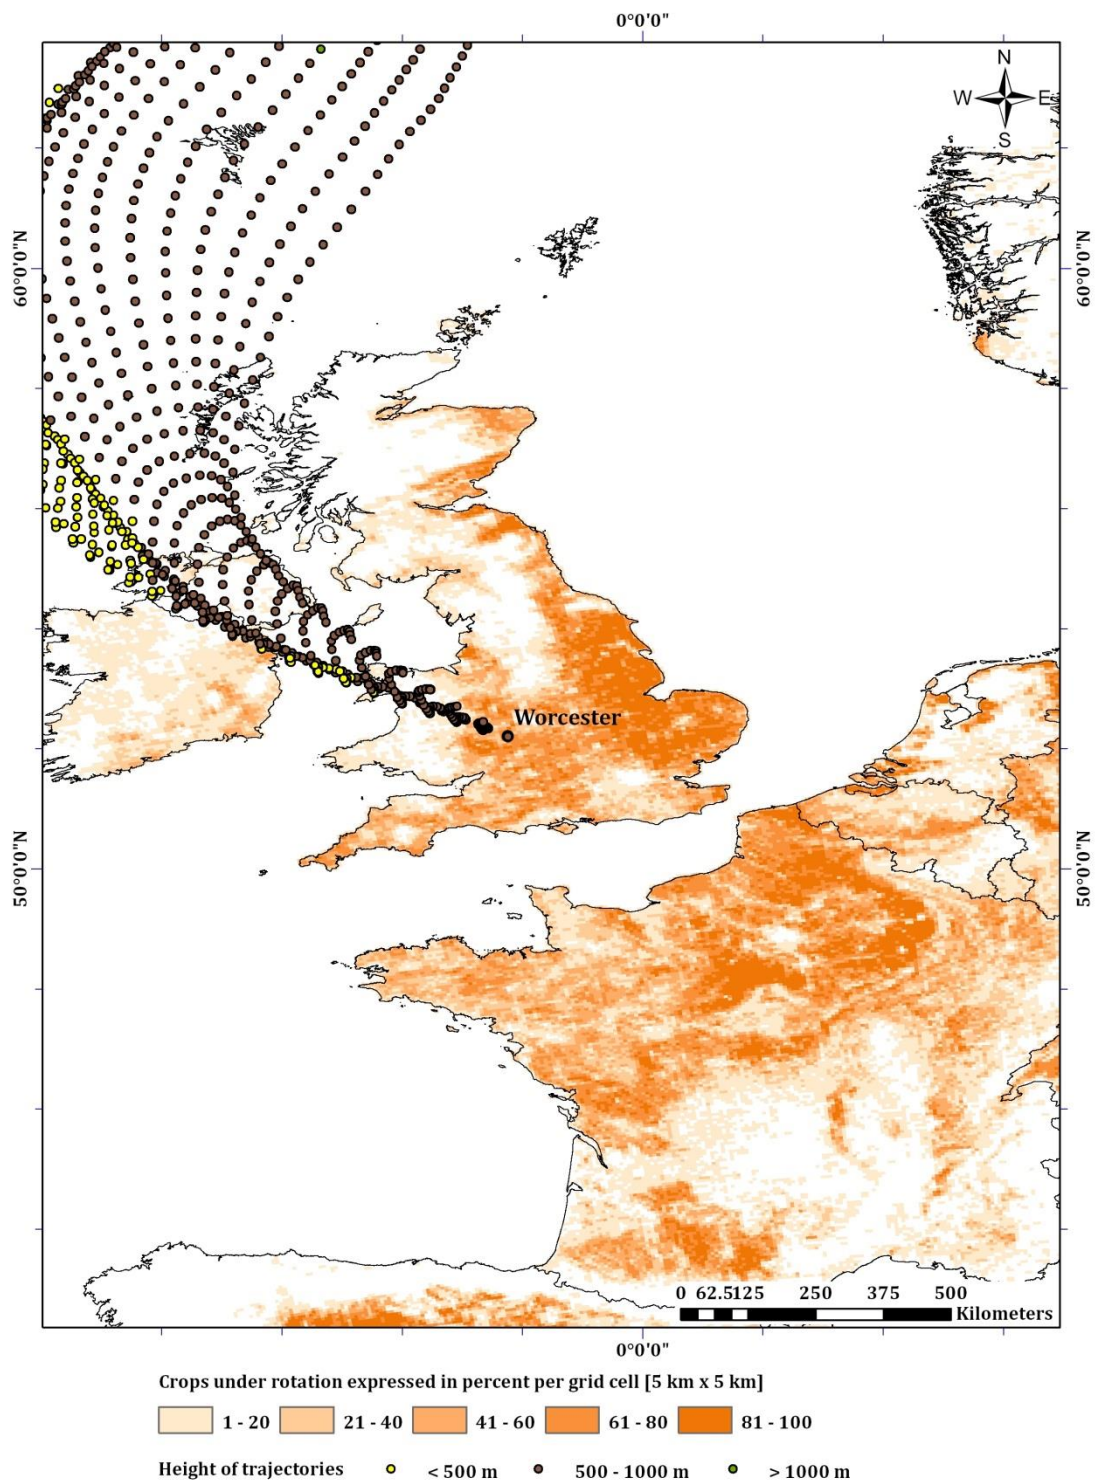 0°0'0"
N
W E
S
60°0'0"N
60°0'0"N
Worcester
50°0'0"N
50°0'0"N
0 62.5125 250 375 500
Kilometers
0°0'0"
Crops under rotation expressed in percent per grid cell [5 km x 5 km]
1 - 20 21 - 40 41 - 60 61 - 80 81 - 100
Height of trajectories < 500 m 500 - 1000 m > 1000 m